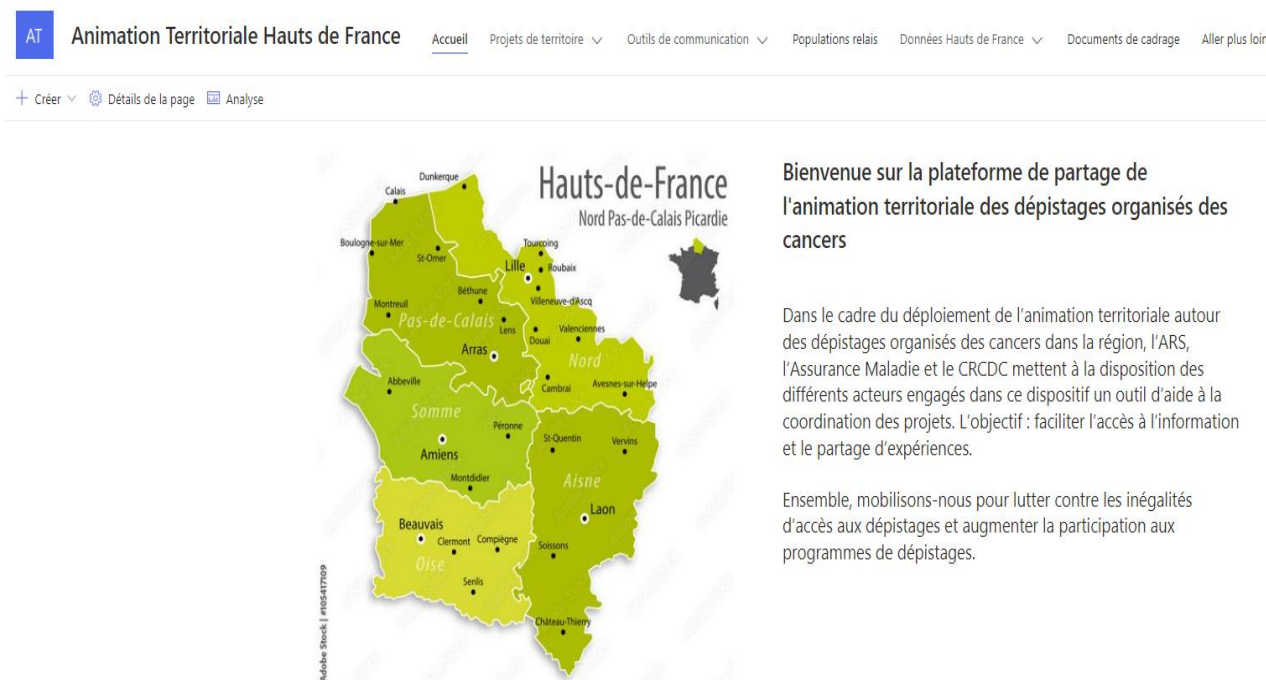 AT
Animation Territoriale Hauts de France
Accueil
Projets de territoire
Outils de communication
Populations relais
Données Hauts de France
Documents de cadrage
Aller plus loin
+ Créer
Détails de la page
Analyse
Hauts-de-France
Nord Pas-de-Calais Picardie
Dunkerque
Calais
Boulogne-sur-Mer
St-Omer
Tourcoing
Lille
Roubaix
Béthune
Villeneuve-d'Ascq
Montreuil
Pas-de-Calais
Lens
Douai
Valenciennes
Arras
Nord
Abbeville
Cambrai
Avesnes-sur-Helpe
Somme
Péronne
St-Quentin
Vervins
Amiens
Montdidier
Aisne
Laon
Beauvais
Clermont
Compiègne
Soissons
Oise
Senlis
Château-Thierry
Adobe Stock | #105417109
Bienvenue sur la plateforme de partage de
l'animation territoriale des dépistages organisés des
cancers
Dans le cadre du déploiement de l'animation territoriale autour
des dépistages organisés des cancers dans la région, l'ARS,
l'Assurance Maladie et le CRCDC mettent à la disposition des
différents acteurs engagés dans ce dispositif un outil d'aide à la
coordination des projets. L'objectif : faciliter l'accès à l'information
et le partage d'expériences.
Ensemble, mobilisons-nous pour lutter contre les inégalités
d'accès aux dépistages et augmenter la participation aux
programmes de dépistages.